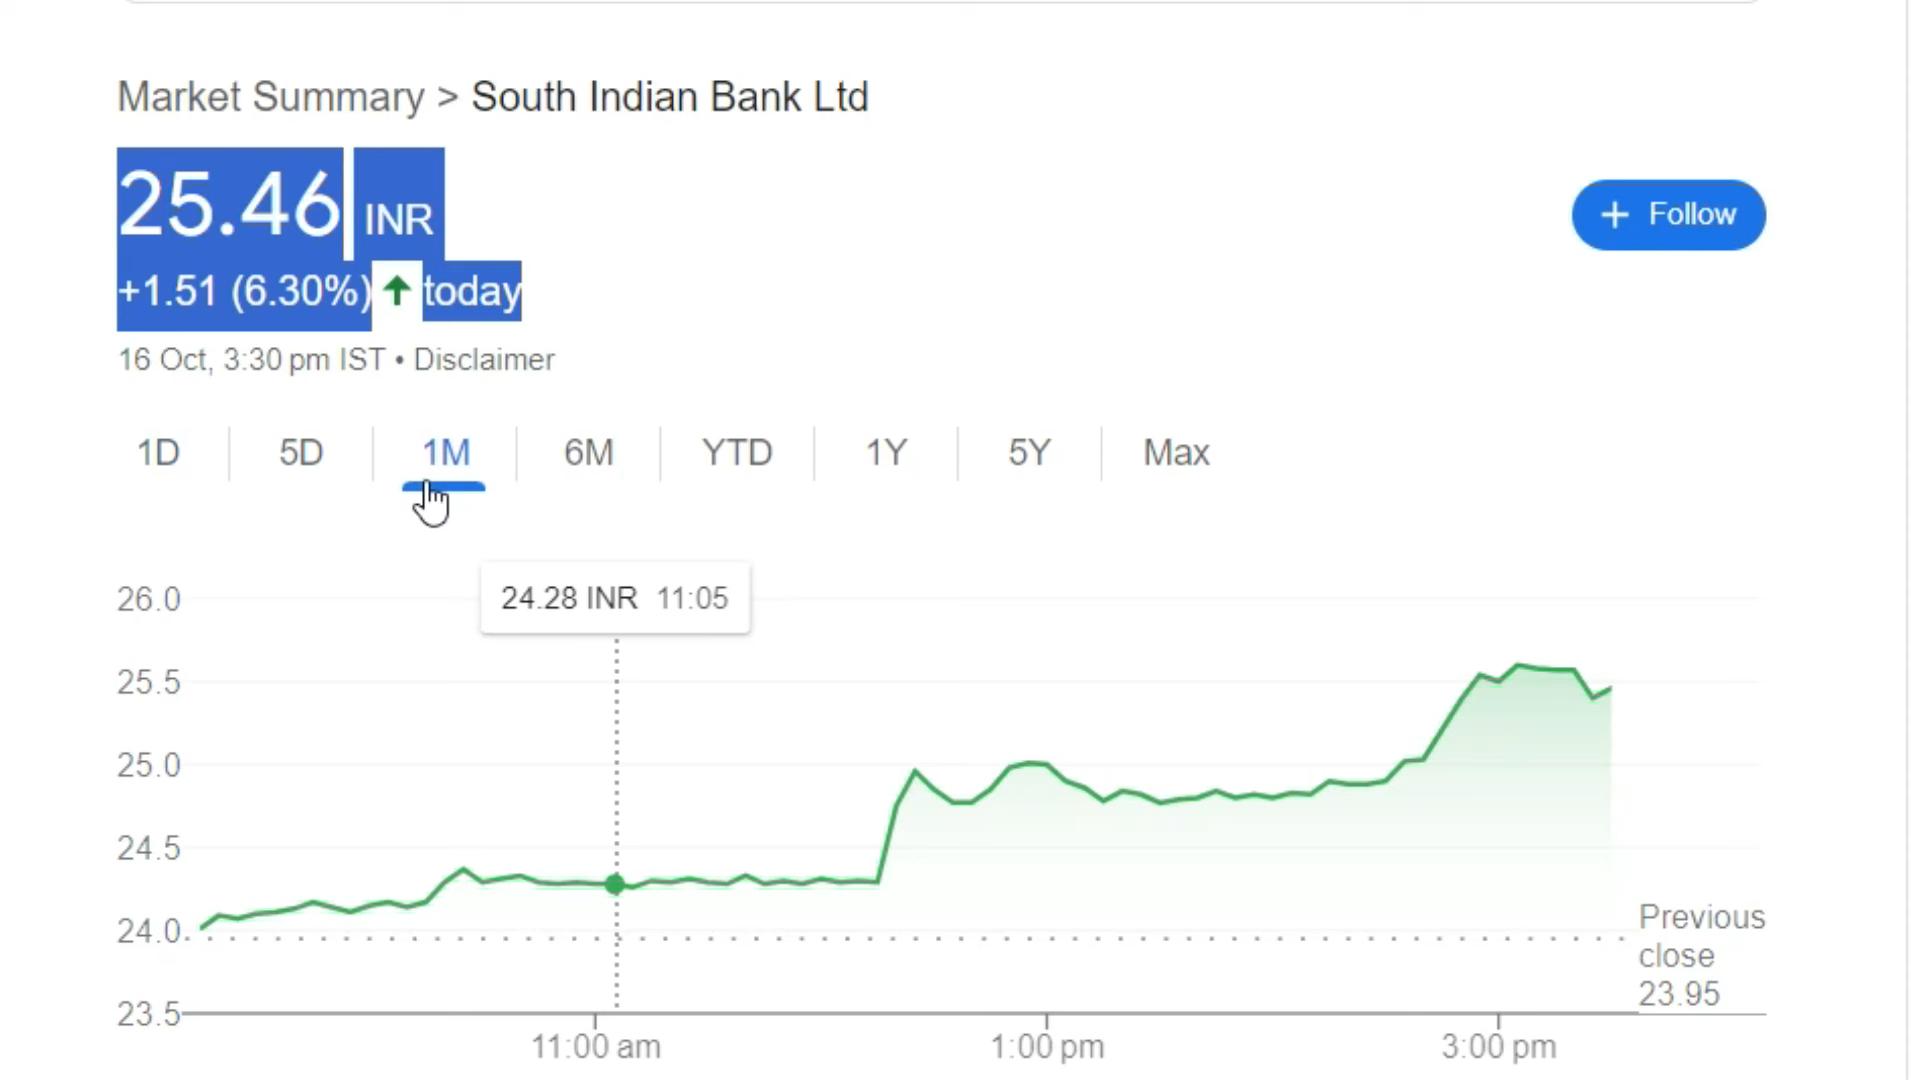 Market Summary > South Indian Bank Ltd
25.46 INR
+1.51 (6.30%) ↑ today
16 Oct, 3:30 pm IST • Disclaimer
+ Follow
1D 5D 1M 6M YTD 1Y 5Y Max
24.28 INR 11:05
26.0
25.5
25.0
24.5
24.0
23.5
Previous
close
23.95
11:00 am 1:00 pm 3:00 pm